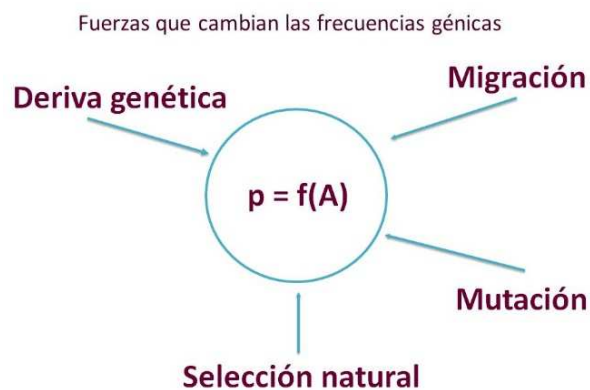 Fuerzas que cambian las frecuencias génicas
Deriva genética
Migración
p = f(A)
Mutación
Selección natural